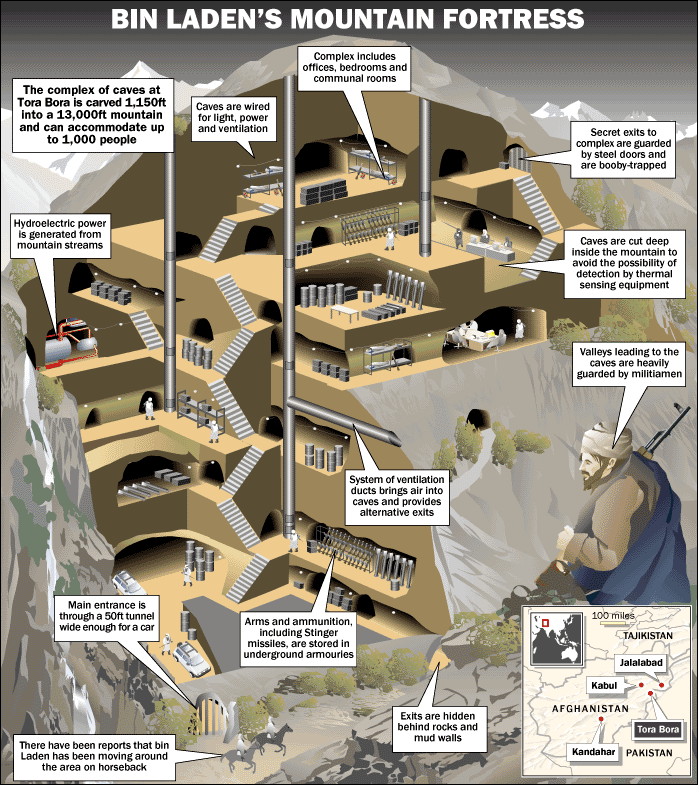 BIN LADEN'S MOUNTAIN FORTRESS
The complex of caves at
Tora Bora is carved 1,150ft
into a 13,000ft mountain
and can accommodate up
to 1,000 people
Caves are wired
for light, power
and ventilation
Complex includes
offices, bedrooms and
communal rooms
Secret exits to
complex are guarded
by steel doors and
are booby-trapped
Hydroelectric power
is generated from
mountain streams
Caves are cut deep
inside the mountain to
avoid the possibility of
detection by thermal
sensing equipment
Valleys leading to the
caves are heavily
guarded by militiamen
System of ventilation
ducts brings air into
caves and provides
alternative exits
Main entrance is
through a 50ft tunnel
wide enough for a car
Arms and ammunition,
including Stinger
missiles, are stored in
underground armouries
Exits are hidden
behind rocks and
mud walls
There have been reports that bin
Laden has been moving around
the area on horseback
100 miles
TAJIKISTAN
Jalalabad
Kabul
AFGHANISTAN
Tora Bora
Kandahar
PAKISTAN